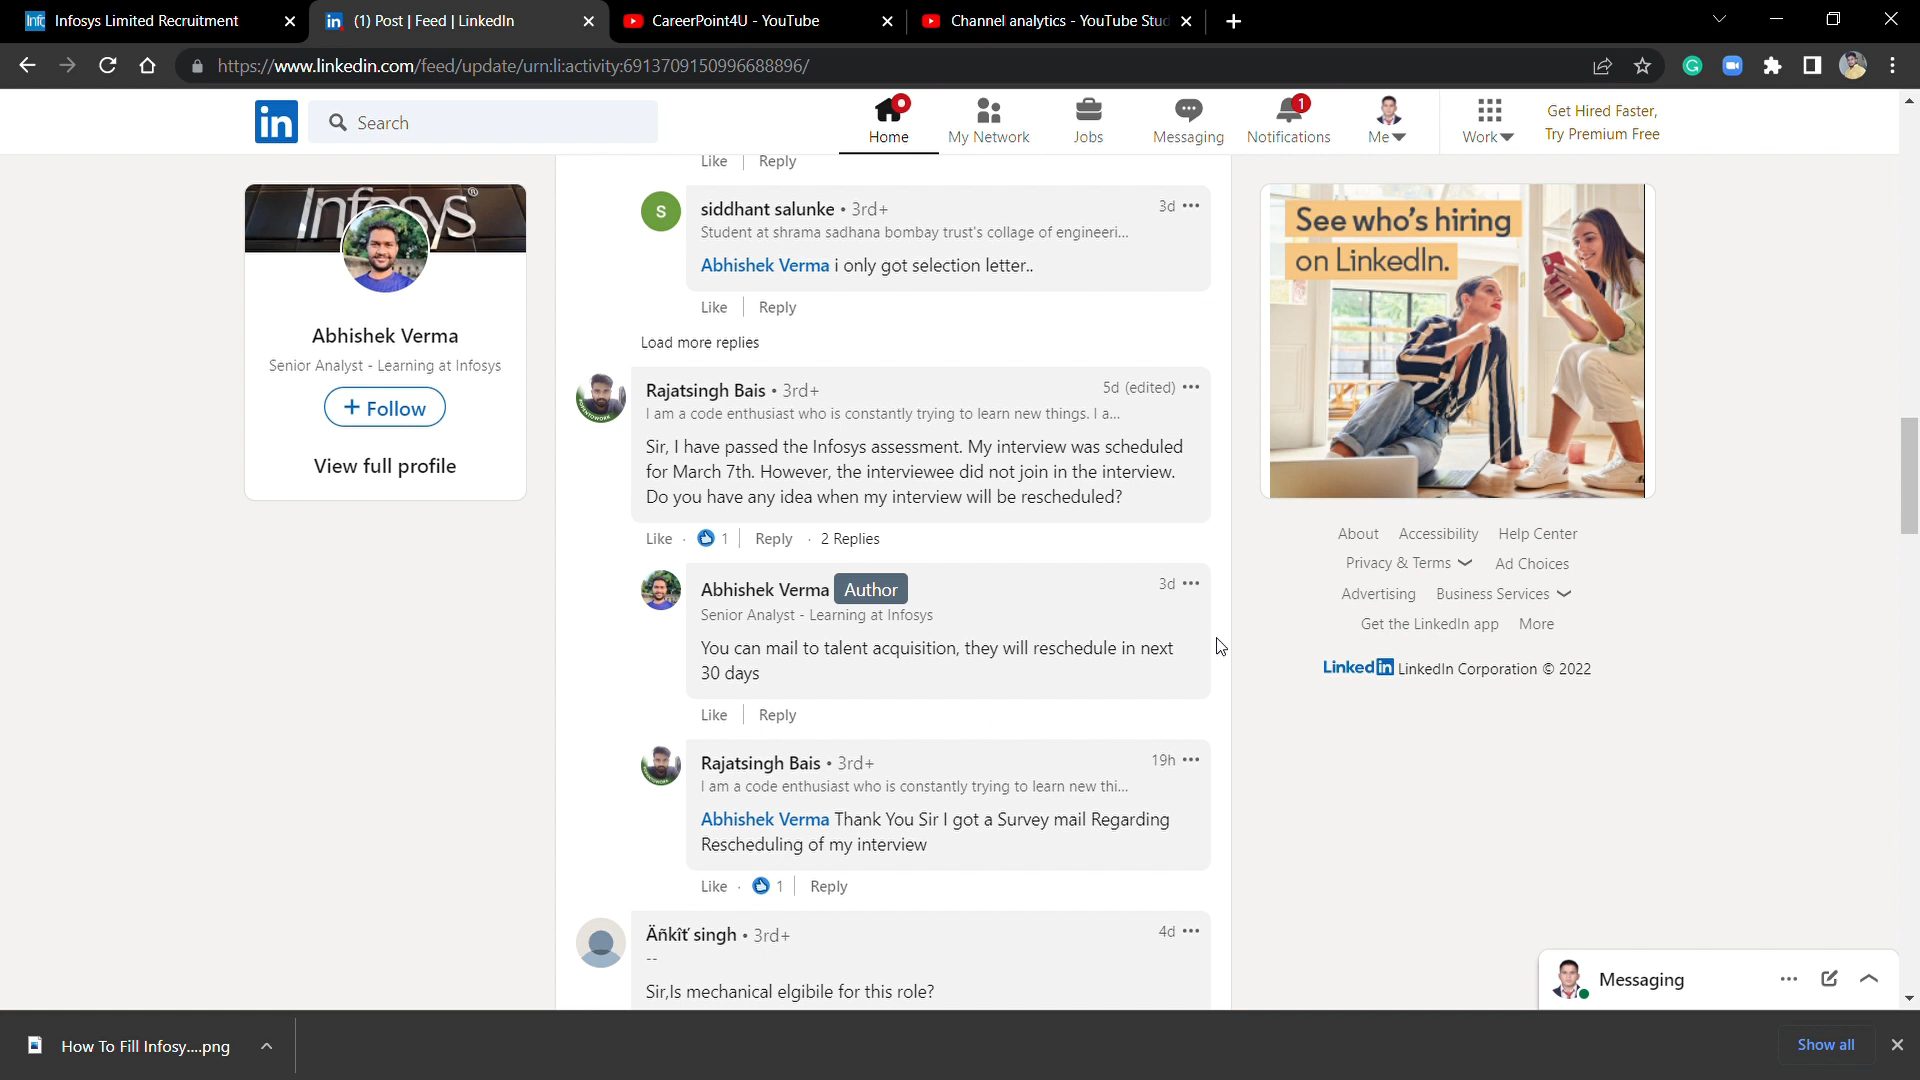 Infosys Limited Recruitment
(1) Post | Feed | LinkedIn
CareerPoint4U - YouTube
Channel analytics - YouTube Stud
https://www.linkedin.com/feed/update/urn:li:activity:6913709150996688896/
in
Search
Home
My Network
Jobs
Messaging
1
Notifications
Me
Work
Get Hired Faster,
Try Premium Free
Infosys®
Abhishek Verma
Senior Analyst - Learning at Infosys
+ Follow
View full profile
Like
Reply
S
siddhant salunke • 3rd+
3d
Student at shrama sadhana bombay trust's collage of engineeri...
Abhishek Verma i only got selection letter..
Like
Reply
Load more replies
Rajatsingh Bais • 3rd+
5d (edited)
I am a code enthusiast who is constantly trying to learn new things. I a...
Sir, I have passed the Infosys assessment. My interview was scheduled
for March 7th. However, the interviewee did not join in the interview.
Do you have any idea when my interview will be rescheduled?
Like · 1
Reply · 2 Replies
Abhishek Verma Author
3d
Senior Analyst - Learning at Infosys
You can mail to talent acquisition, they will reschedule in next
30 days
Like
Reply
Rajatsingh Bais • 3rd+
19h
I am a code enthusiast who is constantly trying to learn new thi...
Abhishek Verma Thank You Sir I got a Survey mail Regarding
Rescheduling of my interview
Like · 1
Reply
Äñkîť singh • 3rd+
4d
--
Sir,Is mechanical elgibile for this role?
See who's hiring
on LinkedIn.
About Accessibility Help Center
Privacy & Terms Ad Choices
Advertising Business Services
Get the LinkedIn app More
LinkedIn LinkedIn Corporation © 2022
Messaging
How To Fill Infosy....png
Show all